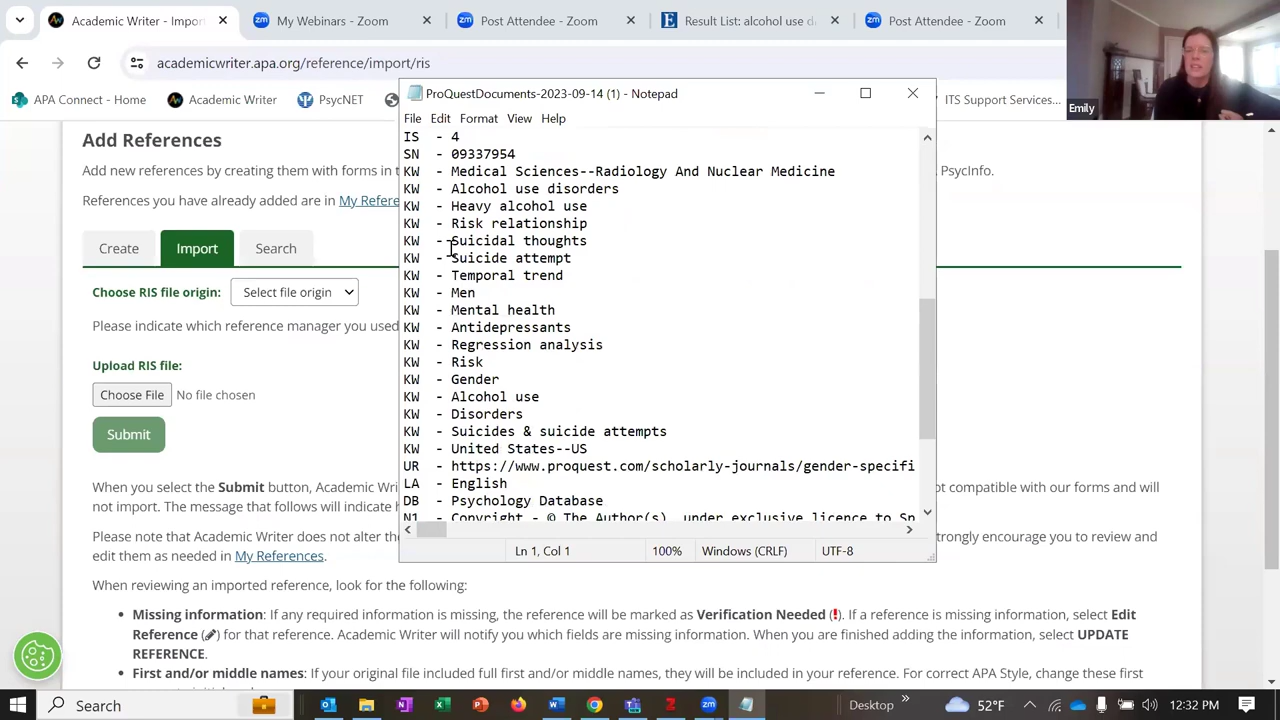 Academic Writer - Import
My Webinars - Zoom
Post Attendee - Zoom
Result List: alcohol use d
Post Attendee - Zoom
academicwriter.apa.org/reference/import/ris
APA Connect - Home
Academic Writer
PsycNET
ITS Support Services...
Emily
ProQuestDocuments-2023-09-14 (1) - Notepad
File Edit Format View Help
IS - 4
SN - 09337954
KW - Medical Sciences--Radiology And Nuclear Medicine
KW - Alcohol use disorders
KW - Heavy alcohol use
KW - Risk relationship
KW - Suicidal thoughts
KW - Suicide attempt
KW - Temporal trend
KW - Men
KW - Mental health
KW - Antidepressants
KW - Regression analysis
KW - Risk
KW - Gender
KW - Alcohol use
KW - Disorders
KW - Suicides & suicide attempts
KW - United States--US
UR - https://www.proquest.com/scholarly-journals/gender-specifi
LA - English
DB - Psychology Database
N1 - Copyright - © The Author(s), under exclusive licence to Sp
Ln 1, Col 1
100%
Windows (CRLF)
UTF-8
Add References
Add new references by creating them with forms in t
PsycInfo.
References you have already added are in My Refere
Create
Import
Search
Choose RIS file origin:
Select file origin
Please indicate which reference manager you used
Upload RIS file:
Choose File No file chosen
Submit
When you select the Submit button, Academic Wri
ot compatible with our forms and will
not import. The message that follows will indicate h
Please note that Academic Writer does not alter the
trongly encourage you to review and
edit them as needed in My References.
When reviewing an imported reference, look for the following:
Missing information: If any required information is missing, the reference will be marked as Verification Needed (!). If a reference is missing information, select Edit
Reference ( ) for that reference. Academic Writer will notify you which fields are missing information. When you are finished adding the information, select UPDATE
REFERENCE.
First and/or middle names: If your original file included full first and/or middle names, they will be included in your reference. For correct APA Style, change these first
Search
Desktop
52°F
12:32 PM